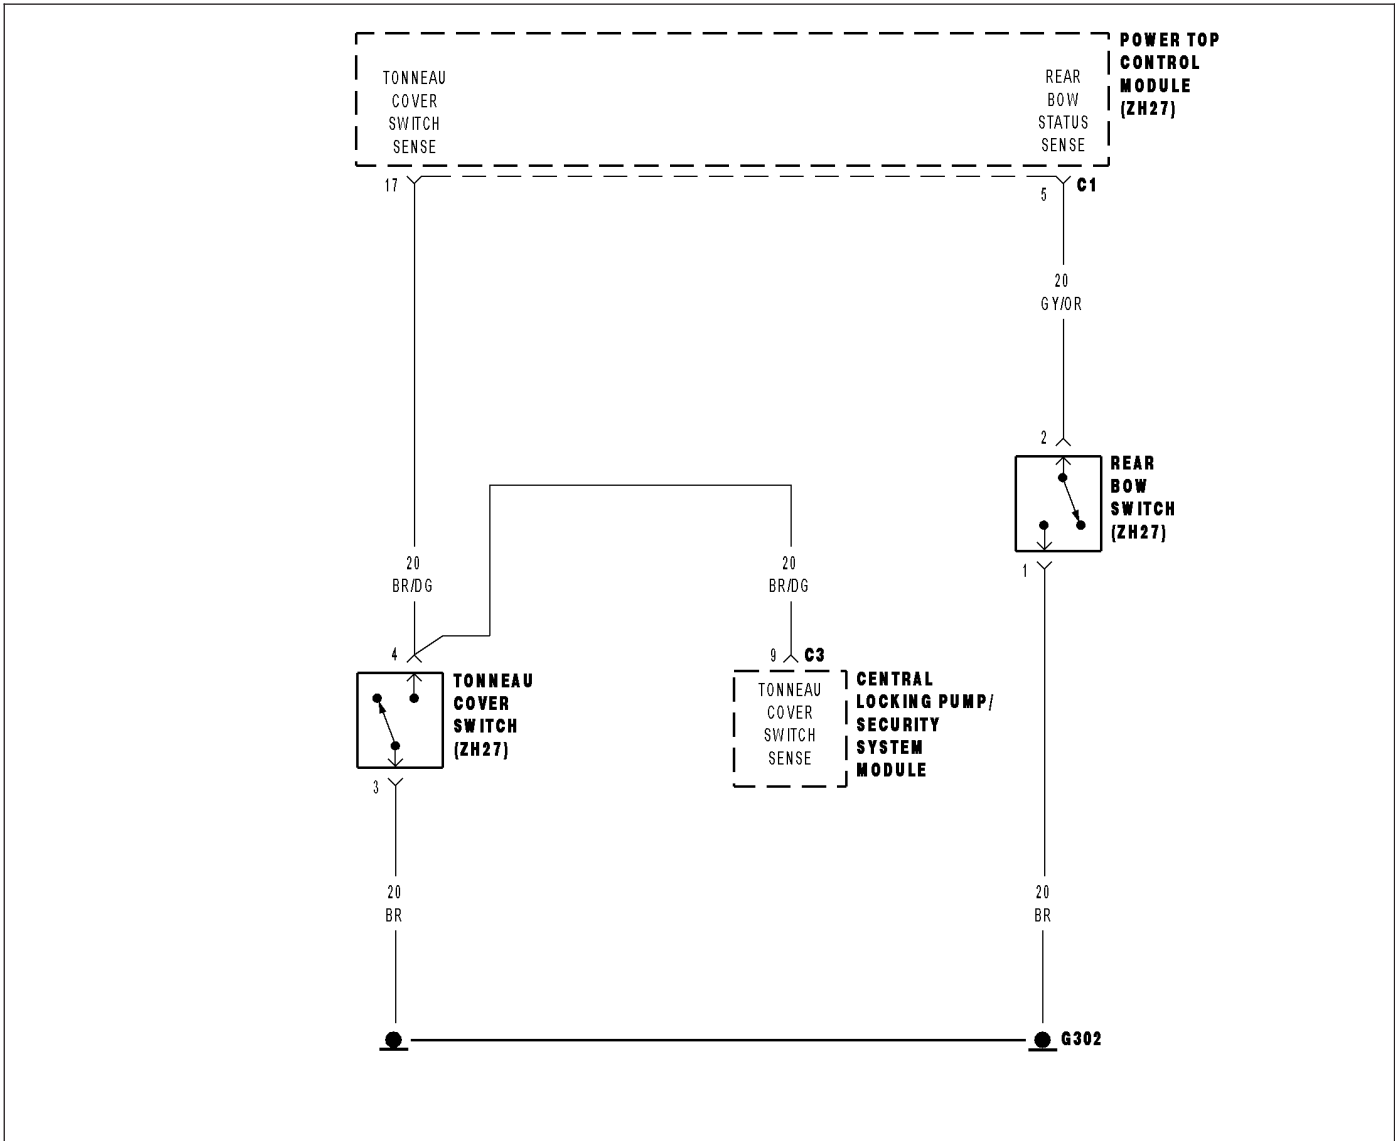 POWER TOP
CONTROL
MODULE
(ZH27)
TONNEAU
COVER
SWITCH
SENSE
REAR
BOW
STATUS
SENSE
17
5
C1
20
GY/OR
2
REAR
BOW
SWITCH
(ZH27)
1
20
BR/DG
20
BR/DG
4
9
C3
TONNEAU
COVER
SWITCH
(ZH27)
TONNEAU
COVER
SWITCH
SENSE
CENTRAL
LOCKING PUMP/
SECURITY
SYSTEM
MODULE
3
20
BR
20
BR
G302